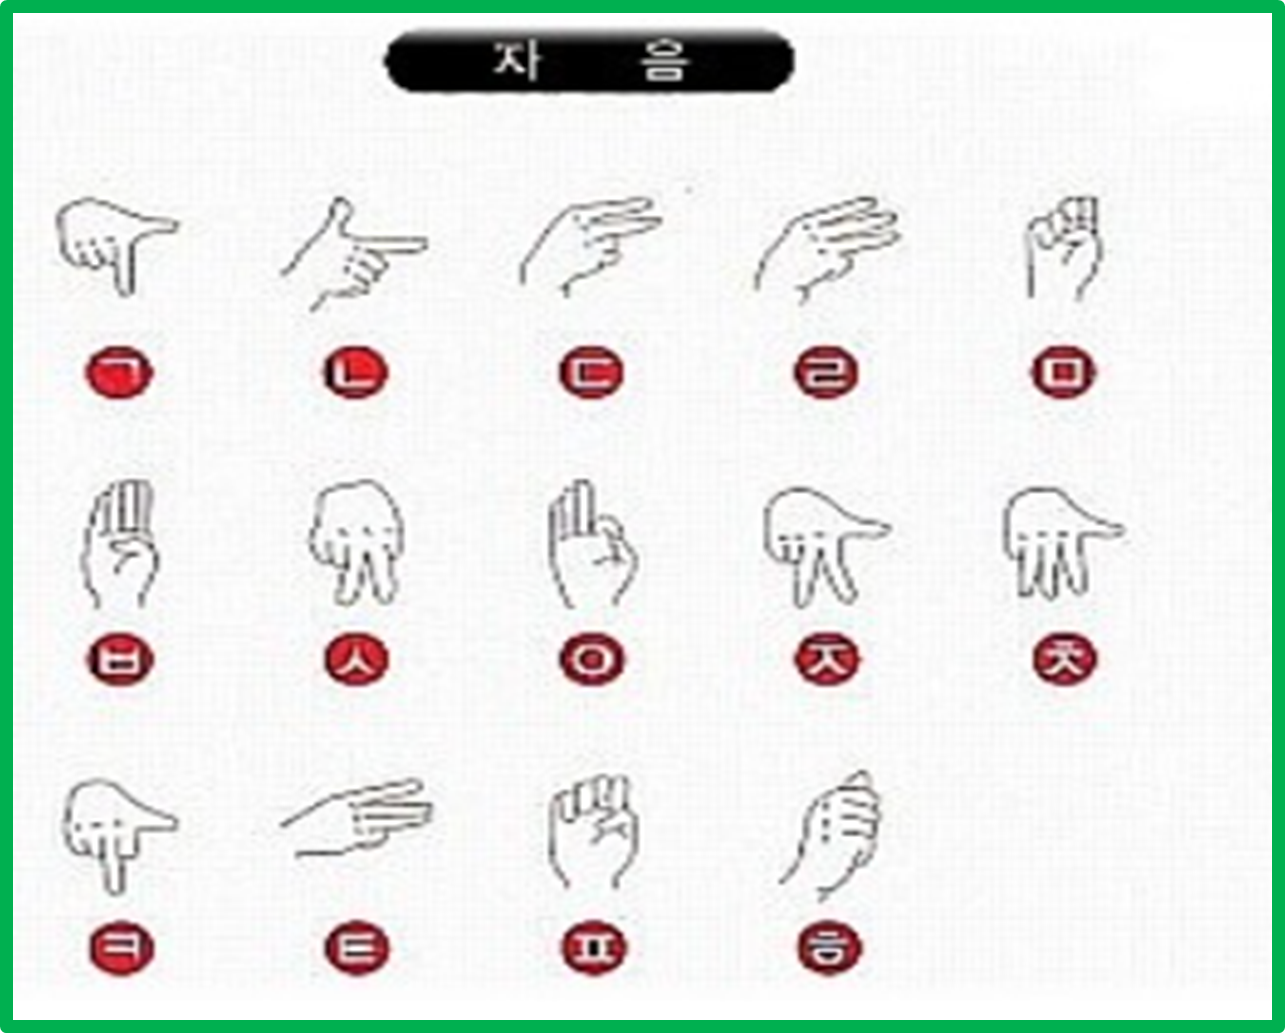 자 음
ㄱ ㄴ ㄷ ㄹ ㅁ
ㅂ ㅅ ㅇ ㅈ ㅊ
ㅋ ㅌ ㅍ ㅎ